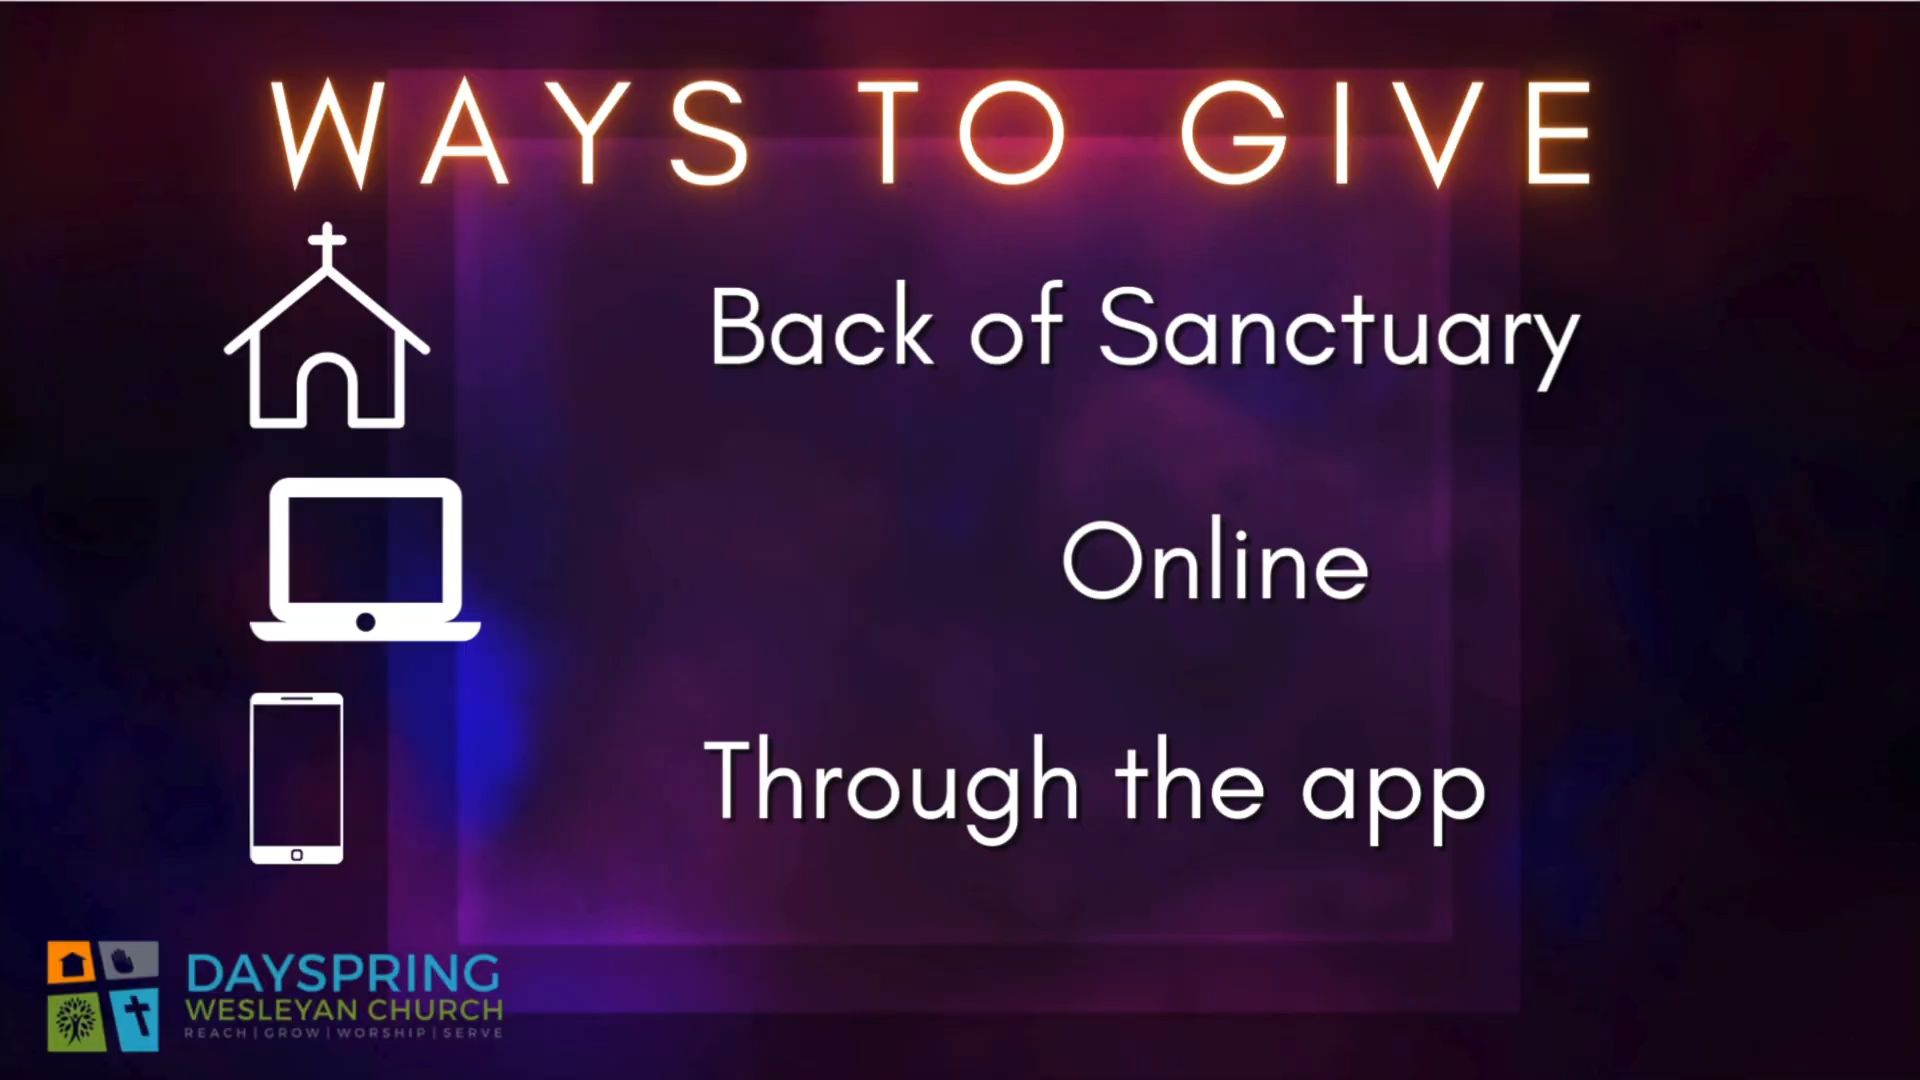 WAYS TO GIVE
Back of Sanctuary
Online
Through the app
DAYSPRING
WESLEYAN CHURCH
REACH | GROW | WORSHIP | SERVE